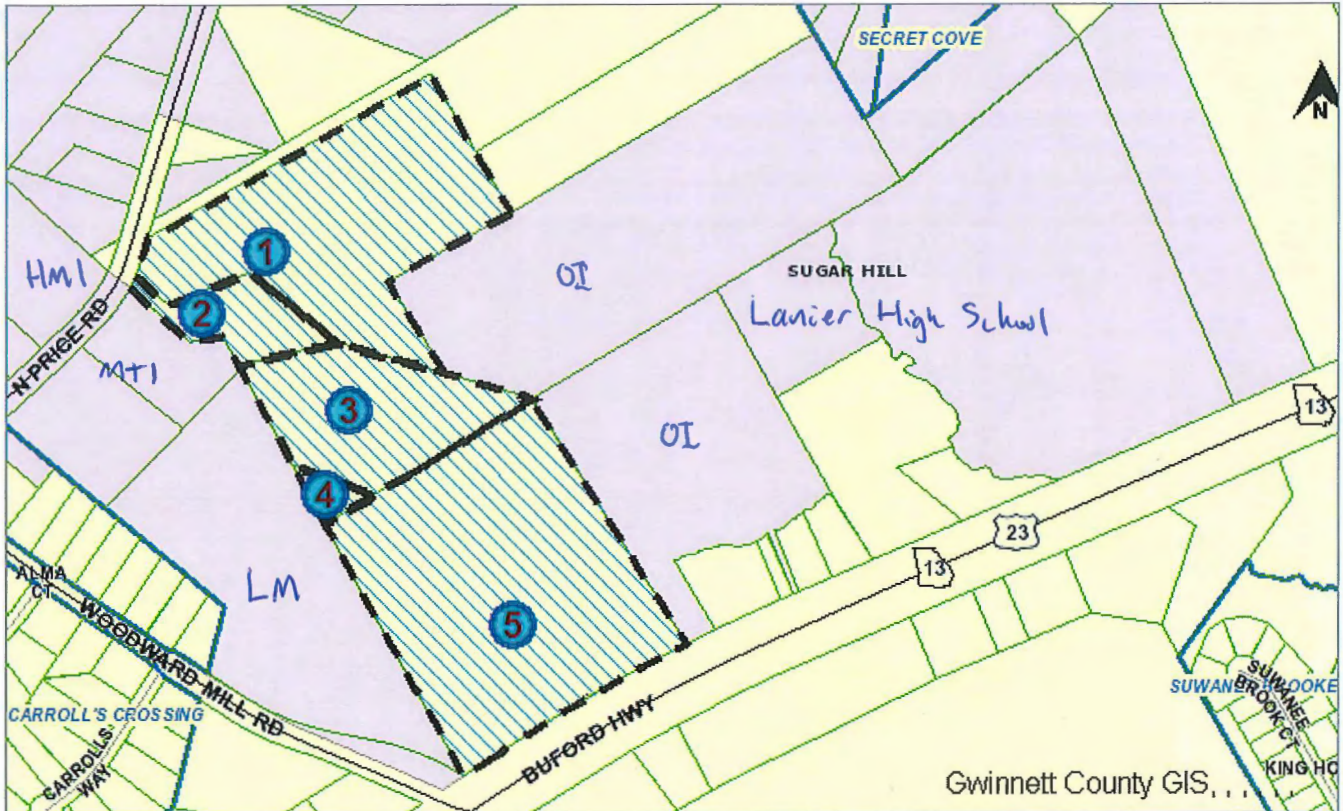 SECRET COVE
N
1
HM1
OI
SUGAR HILL
Lanier High School
2
N PRICE RD
MH1
3
13
OI
4
23
13
ALMA
CT
LM
5
WOODWARD MILL RD
CARROLL'S CROSSING
CARROLLS
WAY
BUFORD HWY
SUWANEE BROOKE
SUWANEE
BROOK CT
KING HO
Gwinnett County GIS